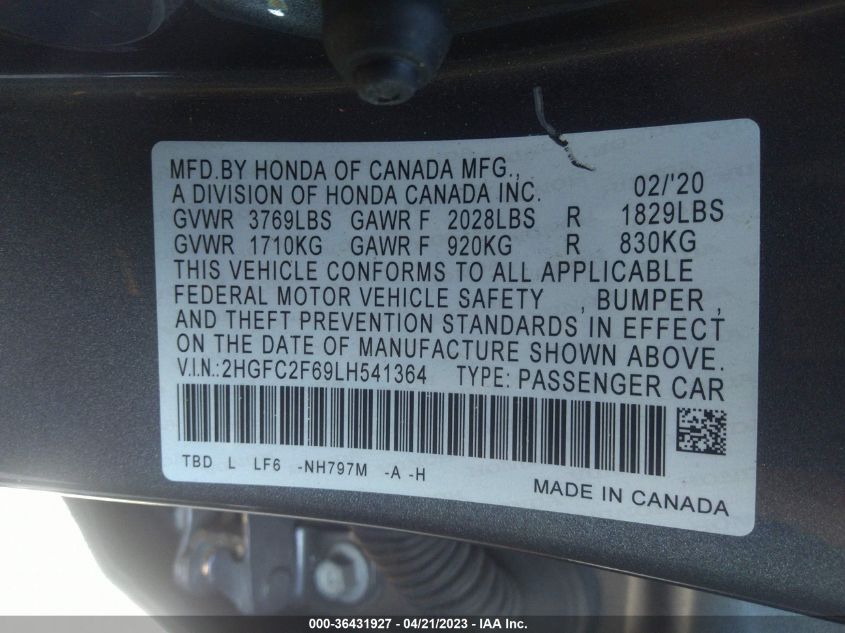 MFD.BY HONDA OF CANADA MFG.,
A DIVISION OF HONDA CANADA INC. 02/'20
GVWR 3769LBS GAWR F 2028LBS R 1829LBS
GVWR 1710KG GAWR F 920KG R 830KG
THIS VEHICLE CONFORMS TO ALL APPLICABLE
FEDERAL MOTOR VEHICLE SAFETY , BUMPER ,
AND THEFT PREVENTION STANDARDS IN EFFECT
ON THE DATE OF MANUFACTURE SHOWN ABOVE.
V.I.N.:2HGFC2F69LH541364 TYPE: PASSENGER CAR
TBD L LF6 -NH797M -A -H
MADE IN CANADA
000-36431927 / 04/21/2023 - IAA Inc.